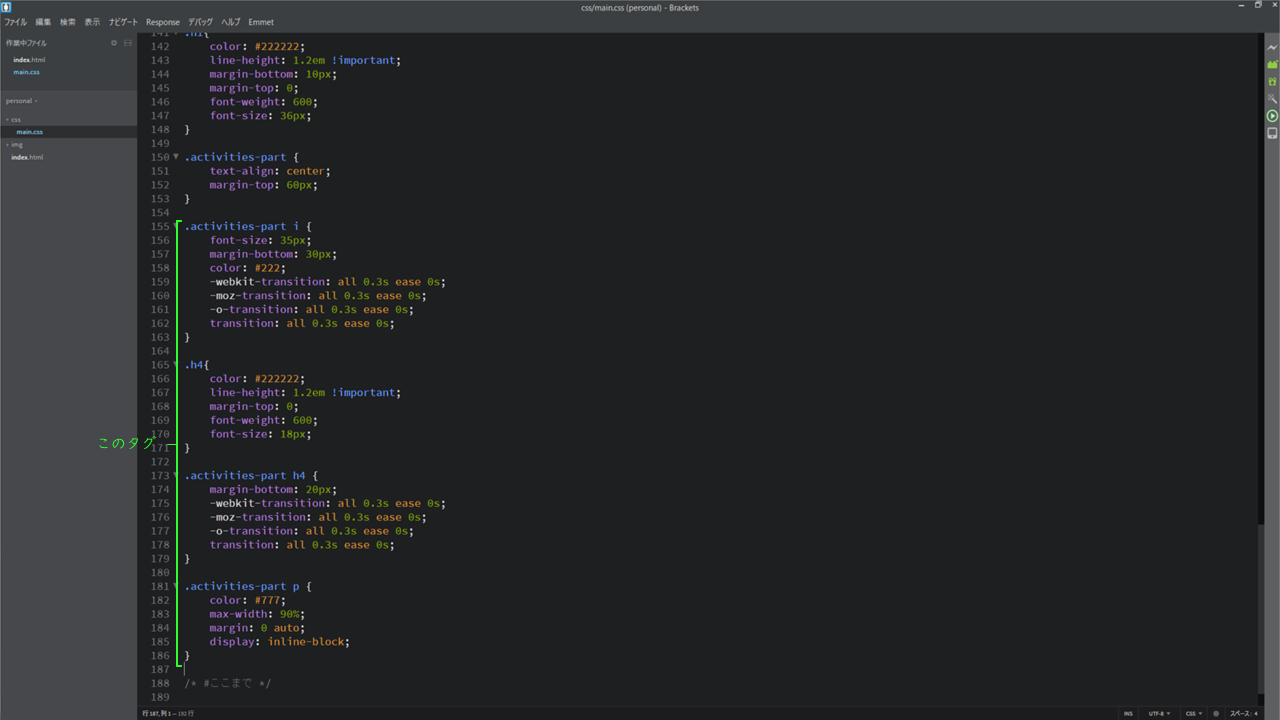 css/main.css (personal) - Brackets
ファイル 編集 検索 表示 ナビゲート Response デバッグ ヘルプ Emmet
作業中ファイル
index.html
main.css
personal
css
main.css
img
index.html
141 .h1{
142 color: #222222;
143 line-height: 1.2em !important;
144 margin-bottom: 10px;
145 margin-top: 0;
146 font-weight: 600;
147 font-size: 36px;
148 }
149
150 .activities-part {
151 text-align: center;
152 margin-top: 60px;
153 }
154
155 .activities-part i {
156 font-size: 35px;
157 margin-bottom: 30px;
158 color: #222;
159 -webkit-transition: all 0.3s ease 0s;
160 -moz-transition: all 0.3s ease 0s;
161 -o-transition: all 0.3s ease 0s;
162 transition: all 0.3s ease 0s;
163 }
164
165 .h4{
166 color: #222222;
167 line-height: 1.2em !important;
168 margin-top: 0;
169 font-weight: 600;
170 font-size: 18px;
このタグ
171 }
172
173 .activities-part h4 {
174 margin-bottom: 20px;
175 -webkit-transition: all 0.3s ease 0s;
176 -moz-transition: all 0.3s ease 0s;
177 -o-transition: all 0.3s ease 0s;
178 transition: all 0.3s ease 0s;
179 }
180
181 .activities-part p {
182 color: #777;
183 max-width: 90%;
184 margin: 0 auto;
185 display: inline-block;
186 }
187
188 /* #ここまで */
189
行 187, 列 1 — 192 行 INS UTF-8 CSS スペース: 4